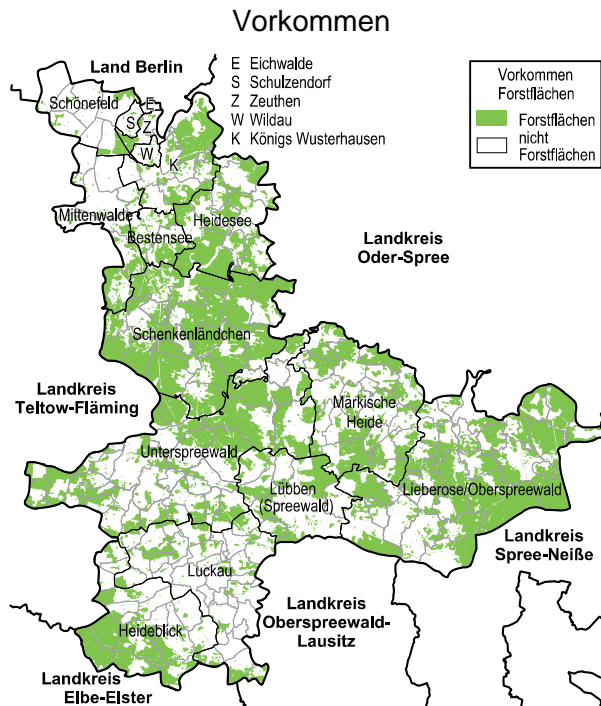 Vorkommen
Land Berlin
E Eichwalde
S Schulzendorf
Z Zeuthen
W Wildau
K Königs Wusterhausen
Vorkommen
Forstflächen
Forstflächen
nicht
Forstflächen
Schönefeld
E
S
Z
W
K
Mittenwalde
Heidesee
Bestensee
Landkreis
Oder-Spree
Schenkenländchen
Landkreis
Teltow-Fläming
Märkische
Heide
Unterspreewald
Lübben
(Spreewald)
Lieberose/Oberspreewald
Landkreis
Spree-Neiße
Luckau
Heideblick
Landkreis
Oberspreewald-
Lausitz
Landkreis
Elbe-Elster